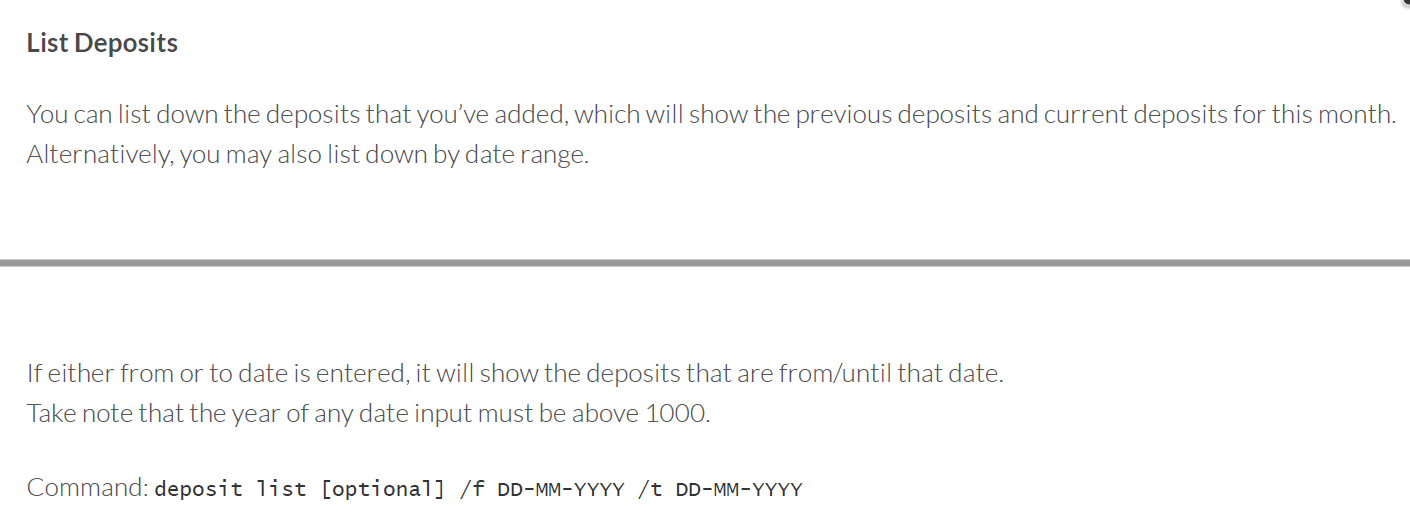 List Deposits
You can list down the deposits that you’ve added, which will show the previous deposits and current deposits for this month.
Alternatively, you may also list down by date range.
If either from or to date is entered, it will show the deposits that are from/until that date.
Take note that the year of any date input must be above 1000.
Command: deposit list [optional] /f DD-MM-YYYY /t DD-MM-YYYY